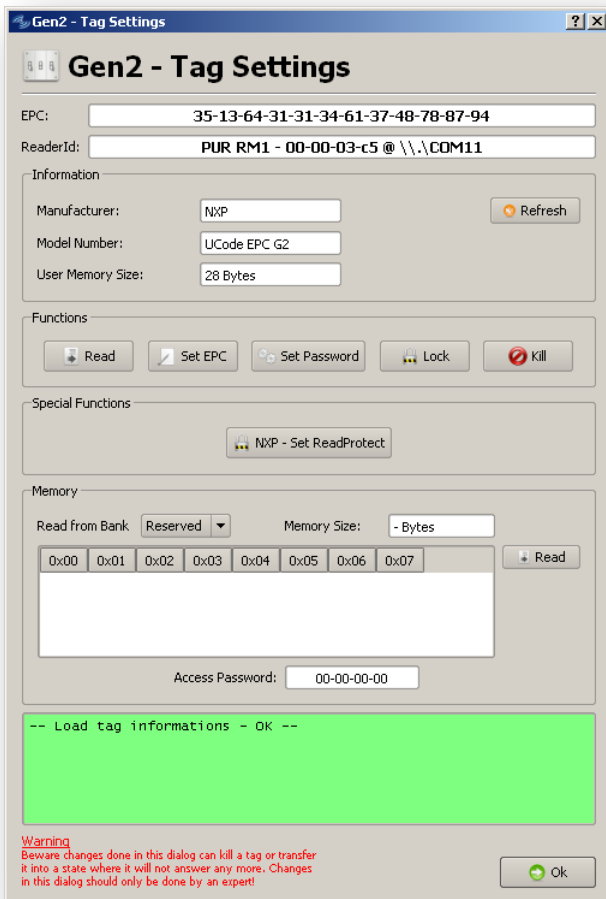 Gen2 - Tag Settings
Gen2 - Tag Settings
EPC: 35-13-64-31-31-34-61-37-48-78-87-94
ReaderId: PUR RM1 - 00-00-03-c5 @ \\.\COM11
Information
Manufacturer: NXP Refresh
Model Number: UCode EPC G2
User Memory Size: 28 Bytes
Functions
Read Set EPC Set Password Lock Kill
Special Functions
NXP - Set ReadProtect
Memory
Read from Bank Reserved Memory Size: - Bytes
0x00 0x01 0x02 0x03 0x04 0x05 0x06 0x07 Read
Access Password: 00-00-00-00
-- Load tag informations - OK --
Warning
Beware changes done in this dialog can kill a tag or transfer
it into a state where it will not answer any more. Changes
in this dialog should only be done by an expert!
Ok